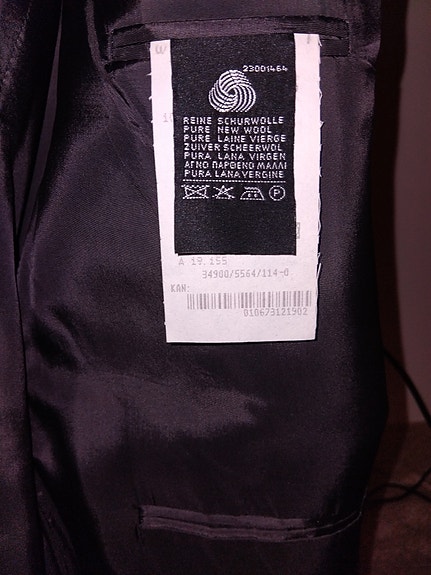 W
23001464
REINE SCHURWOLLE
PURE NEW WOOL
PURE LAINE VIERGE
ZUIVER SCHEERWOL
PURA LANA VIRGEN
ΑΓΝΟ ΠΑΡΘΕΝΟ ΜΑΛΛΙ
PURA LANA VERGINE
P
A 19,155
34900/5564/114-0
KAN:
010673121902